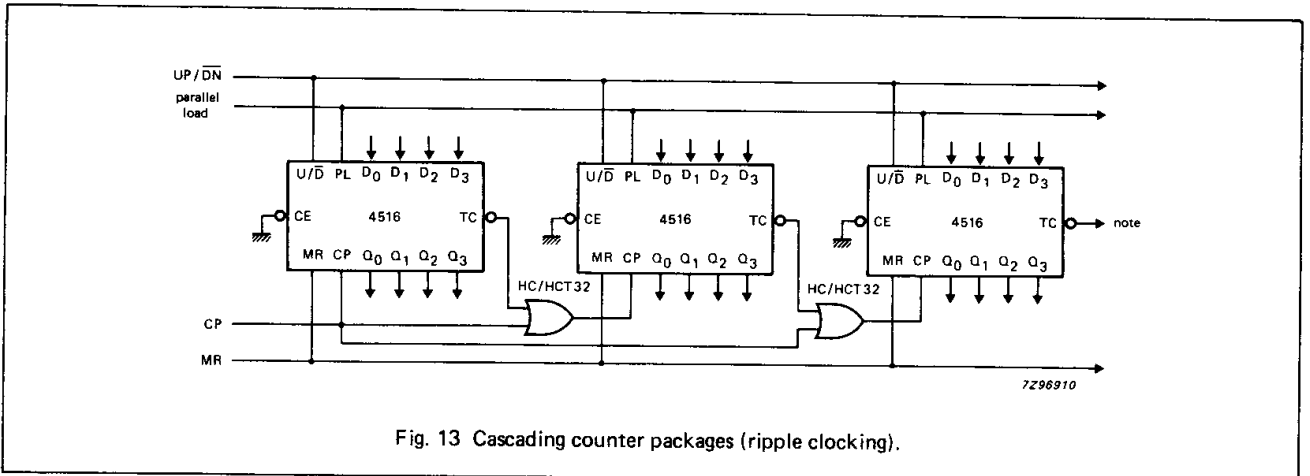 UP/D̅N̅
parallel
load
U/D̅ PL D0 D1 D2 D3
CE 4516 TC
MR CP Q0 Q1 Q2 Q3
U/D̅ PL D0 D1 D2 D3
CE 4516 TC
MR CP Q0 Q1 Q2 Q3
U/D̅ PL D0 D1 D2 D3
CE 4516 TC
MR CP Q0 Q1 Q2 Q3
note
HC/HCT32
HC/HCT32
CP
MR
7Z96910
Fig. 13 Cascading counter packages (ripple clocking).